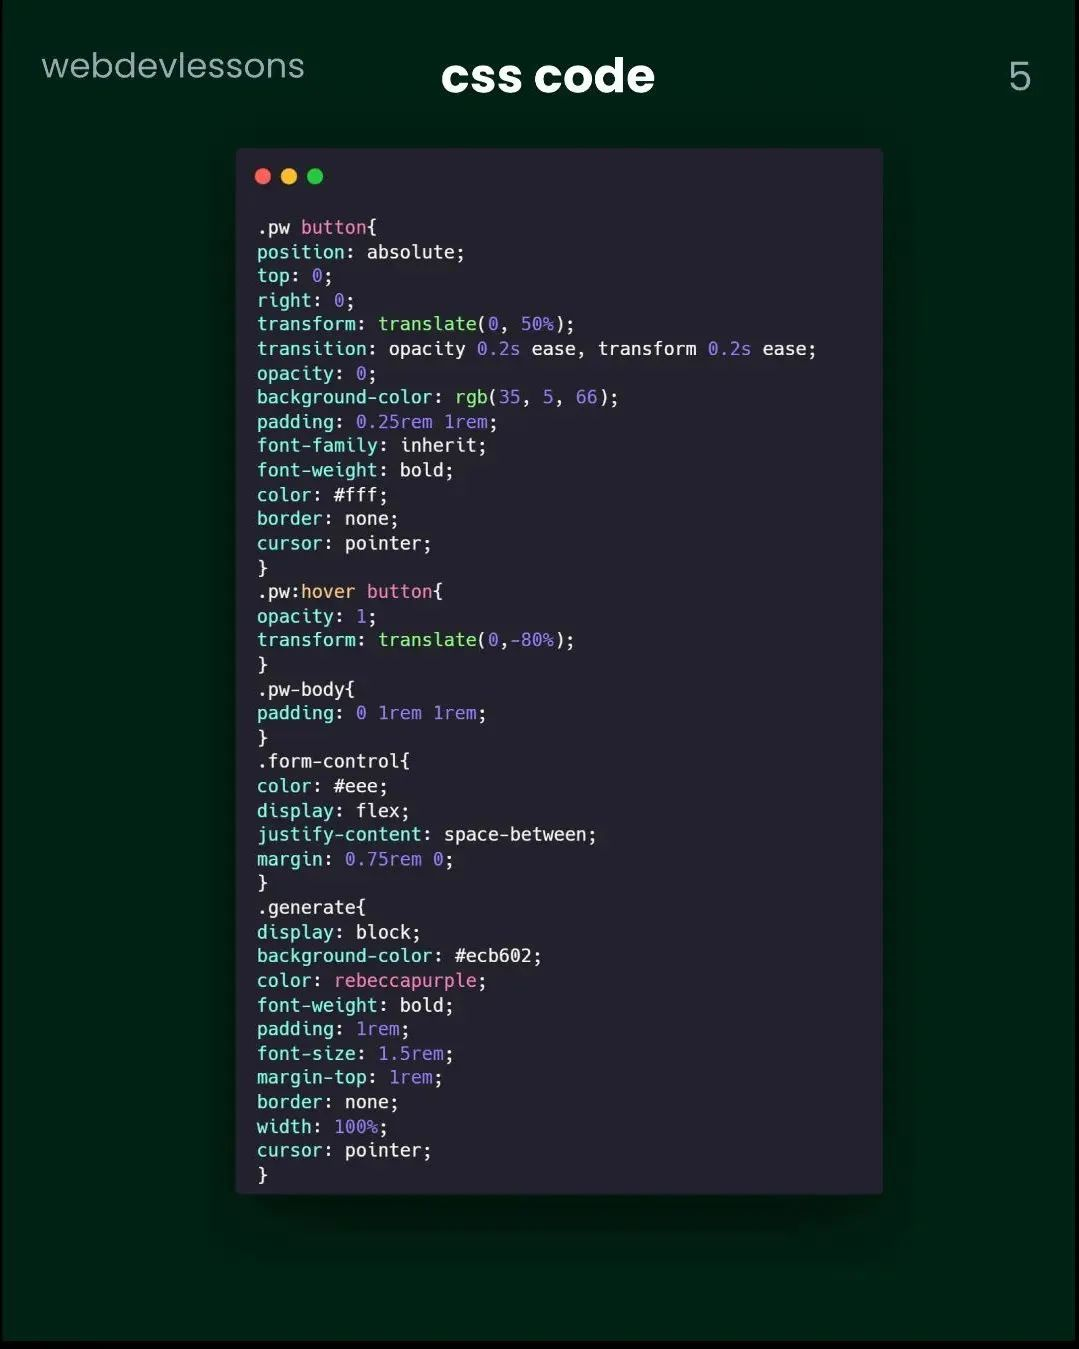 webdevlessons
css code
5
.pw button{
position: absolute;
top: 0;
right: 0;
transform: translate(0, 50%);
transition: opacity 0.2s ease, transform 0.2s ease;
opacity: 0;
background-color: rgb(35, 5, 66);
padding: 0.25rem 1rem;
font-family: inherit;
font-weight: bold;
color: #fff;
border: none;
cursor: pointer;
}
.pw:hover button{
opacity: 1;
transform: translate(0,-80%);
}
.pw-body{
padding: 0 1rem 1rem;
}
.form-control{
color: #eee;
display: flex;
justify-content: space-between;
margin: 0.75rem 0;
}
.generate{
display: block;
background-color: #ecb602;
color: rebeccapurple;
font-weight: bold;
padding: 1rem;
font-size: 1.5rem;
margin-top: 1rem;
border: none;
width: 100%;
cursor: pointer;
}